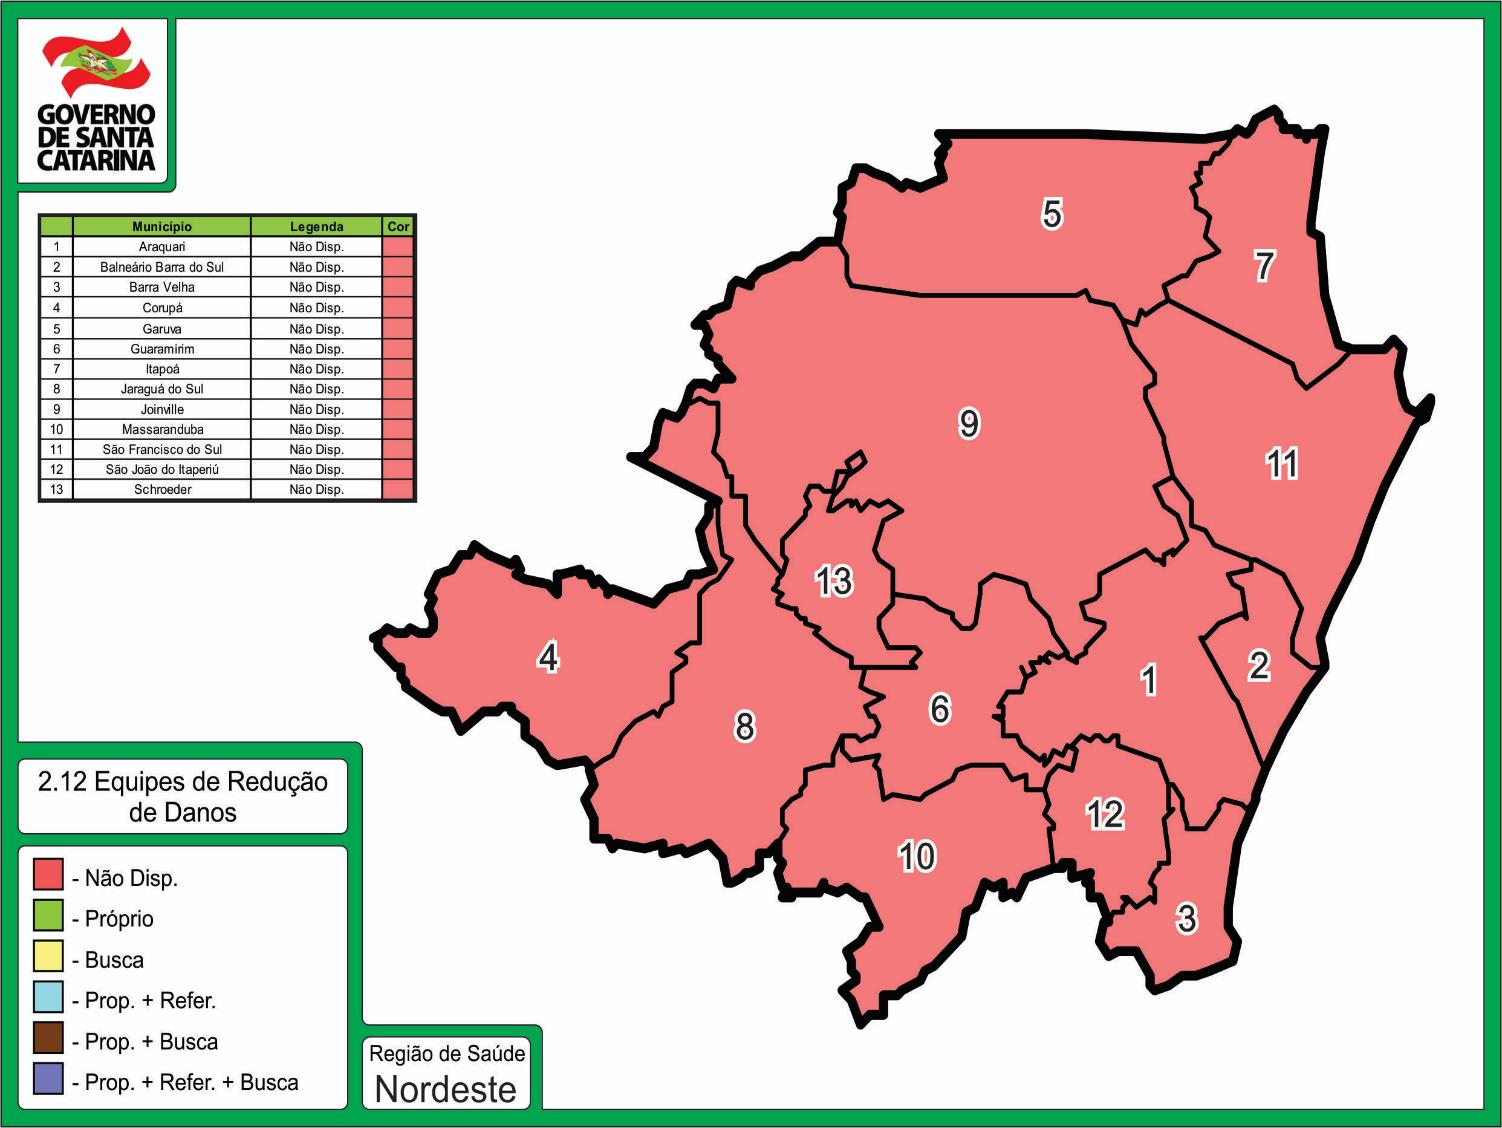 GOVERNO
DE SANTA
CATARINA
Município Legenda Cor
1 Araquari Não Disp.
2 Balneário Barra do Sul Não Disp.
3 Barra Velha Não Disp.
4 Corupá Não Disp.
5 Garuva Não Disp.
6 Guaramirim Não Disp.
7 Itapoá Não Disp.
8 Jaraguá do Sul Não Disp.
9 Joinville Não Disp.
10 Massaranduba Não Disp.
11 São Francisco do Sul Não Disp.
12 São João do Itaperiú Não Disp.
13 Schroeder Não Disp.
5
7
9
11
13
4
2
1
6
8
12
10
3
2.12 Equipes de Redução
de Danos
- Não Disp.
- Próprio
- Busca
- Prop. + Refer.
- Prop. + Busca
- Prop. + Refer. + Busca
Região de Saúde
Nordeste